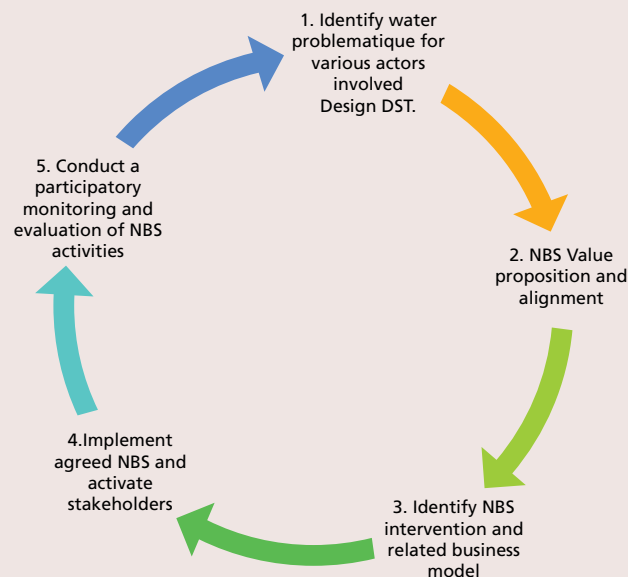 1. Identify water
problematique for
various actors
involved
Design DST.
2. NBS Value
proposition and
alignment
3. Identify NBS
intervention and
related business
model
4.Implement
agreed NBS and
activate
stakeholders
5. Conduct a
participatory
monitoring and
evaluation of NBS
activities